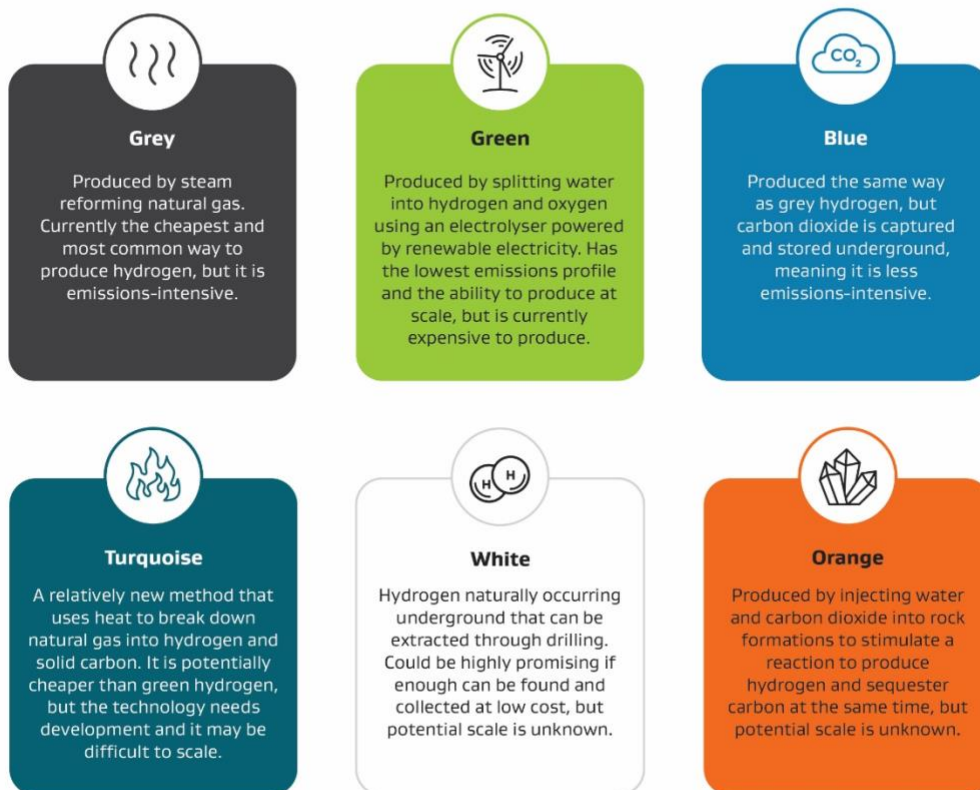 Grey
Produced by steam
reforming natural gas.
Currently the cheapest and
most common way to
produce hydrogen, but it is
emissions-intensive.
Green
Produced by splitting water
into hydrogen and oxygen
using an electrolyser powered
by renewable electricity. Has
the lowest emissions profile
and the ability to produce at
scale, but is currently
expensive to produce.
CO₂
Blue
Produced the same way
as grey hydrogen, but
carbon dioxide is captured
and stored underground,
meaning it is less
emissions-intensive.
Turquoise
A relatively new method that
uses heat to break down
natural gas into hydrogen and
solid carbon. It is potentially
cheaper than green hydrogen,
but the technology needs
development and it may be
difficult to scale.
H H
White
Hydrogen naturally occurring
underground that can be
extracted through drilling.
Could be highly promising if
enough can be found and
collected at low cost, but
potential scale is unknown.
Orange
Produced by injecting water
and carbon dioxide into rock
formations to stimulate a
reaction to produce
hydrogen and sequester
carbon at the same time, but
potential scale is unknown.